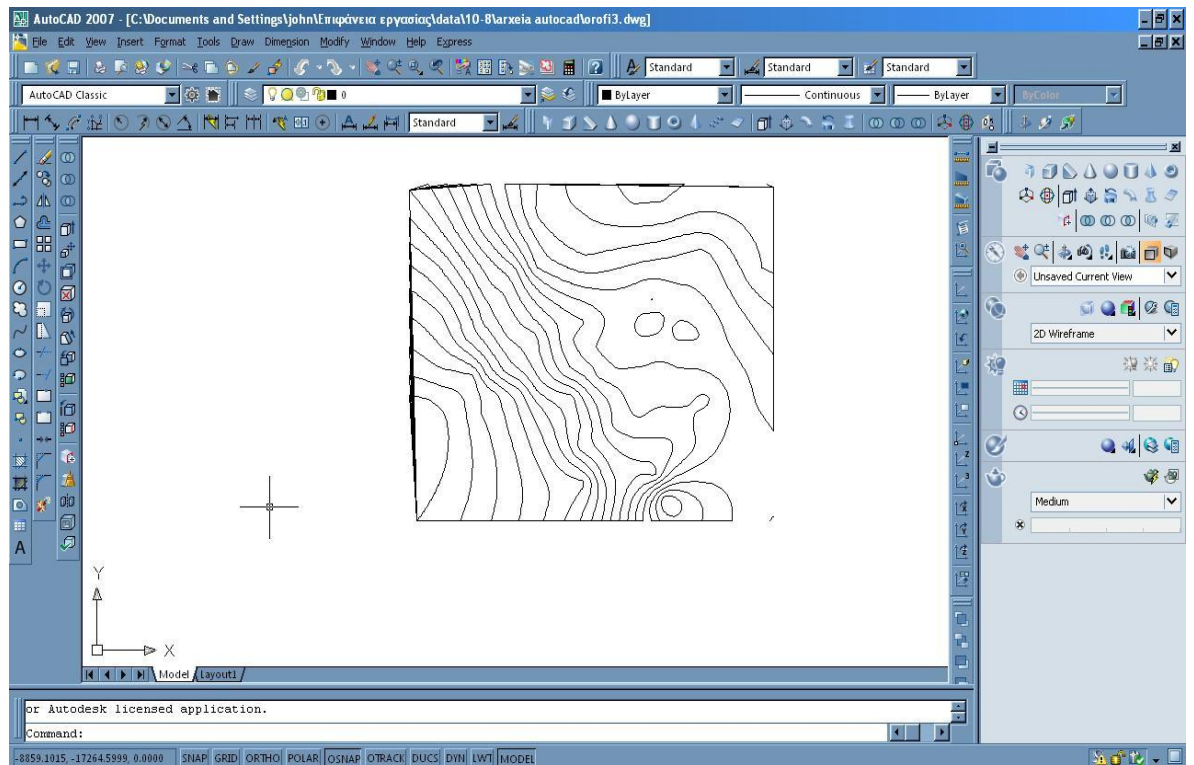 AutoCAD 2007 - [C:\Documents and Settings\john\Επιφάνεια εργασίας\data\10-8\arxeia autocad\orofi3.dwg]
File Edit View Insert Format Tools Draw Dimension Modify Window Help Express
Standard Standard Standard
AutoCAD Classic 0 ByLayer Continuous ByLayer ByColor
Standard
Unsaved Current View
2D Wireframe
Medium
Y
X
Model Layout1
or Autodesk licensed application.
Command:
-8859.1015, -17264.5999, 0.0000 SNAP GRID ORTHO POLAR OSNAP OTRACK DUCS DYN LWT MODEL